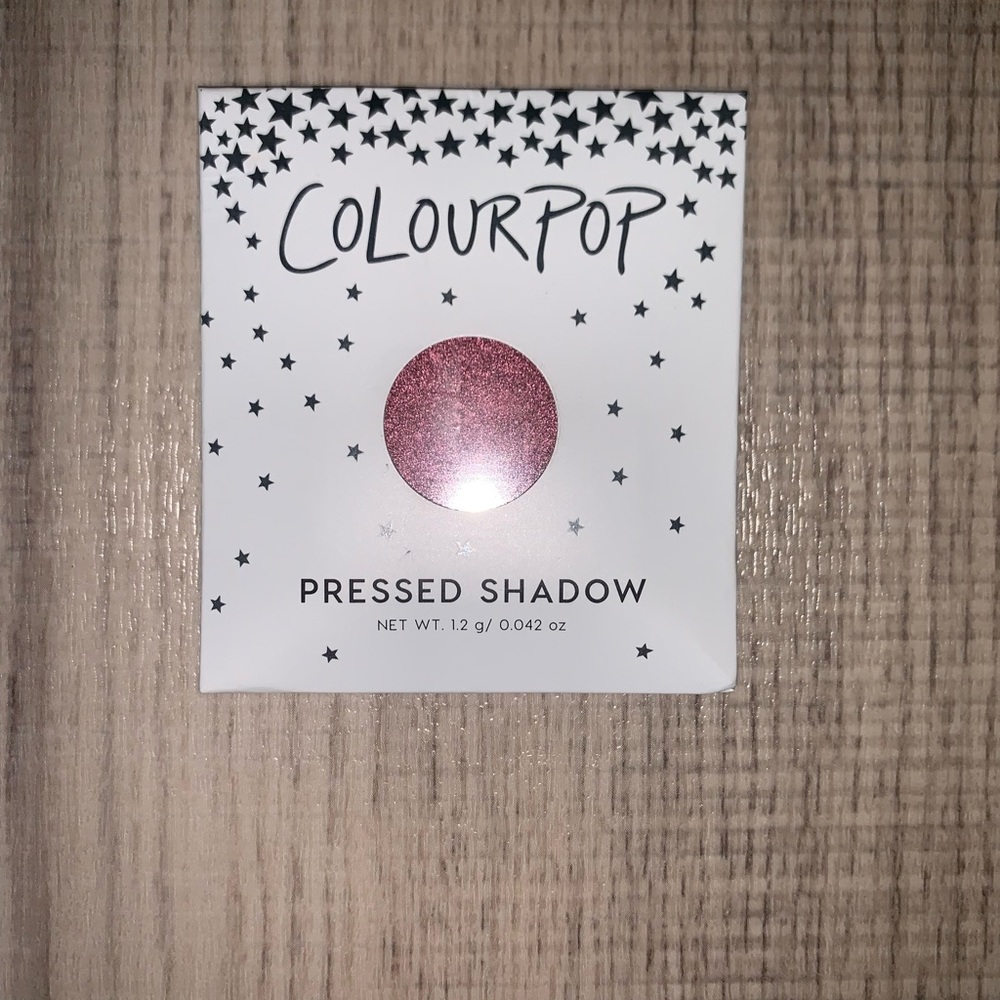 COLOURPOP
PRESSED SHADOW
NET WT. 1.2 g/ 0.042 oz